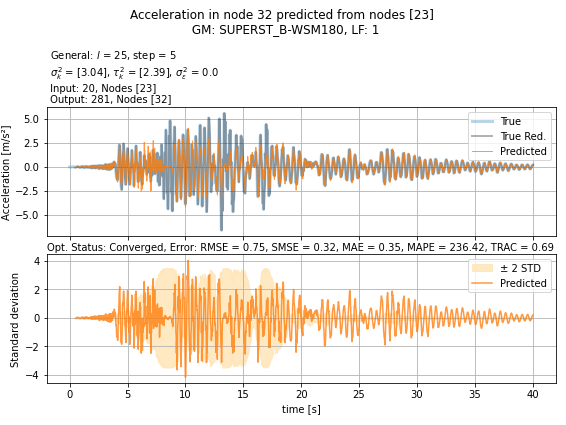 Acceleration in node 32 predicted from nodes [23]
GM: SUPERST_B-WSM180, LF: 1
General: l = 25, step = 5
σ²ₖ = [3.04], τ²ₖ = [2.39], σ²ᵣ = 0.0
Input: 20, Nodes [23]
Output: 281, Nodes [32]
Acceleration [m/s²]
5.0
2.5
0.0
−2.5
−5.0
True
True Red.
Predicted
Opt. Status: Converged, Error: RMSE = 0.75, SMSE = 0.32, MAE = 0.35, MAPE = 236.42, TRAC = 0.69
Standard deviation
4
2
0
−2
−4
± 2 STD
Predicted
0 5 10 15 20 25 30 35 40
time [s]